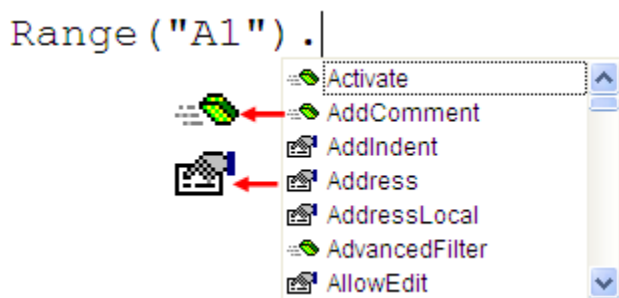 Range("A1").
Activate
AddComment
AddIndent
Address
AddressLocal
AdvancedFilter
AllowEdit